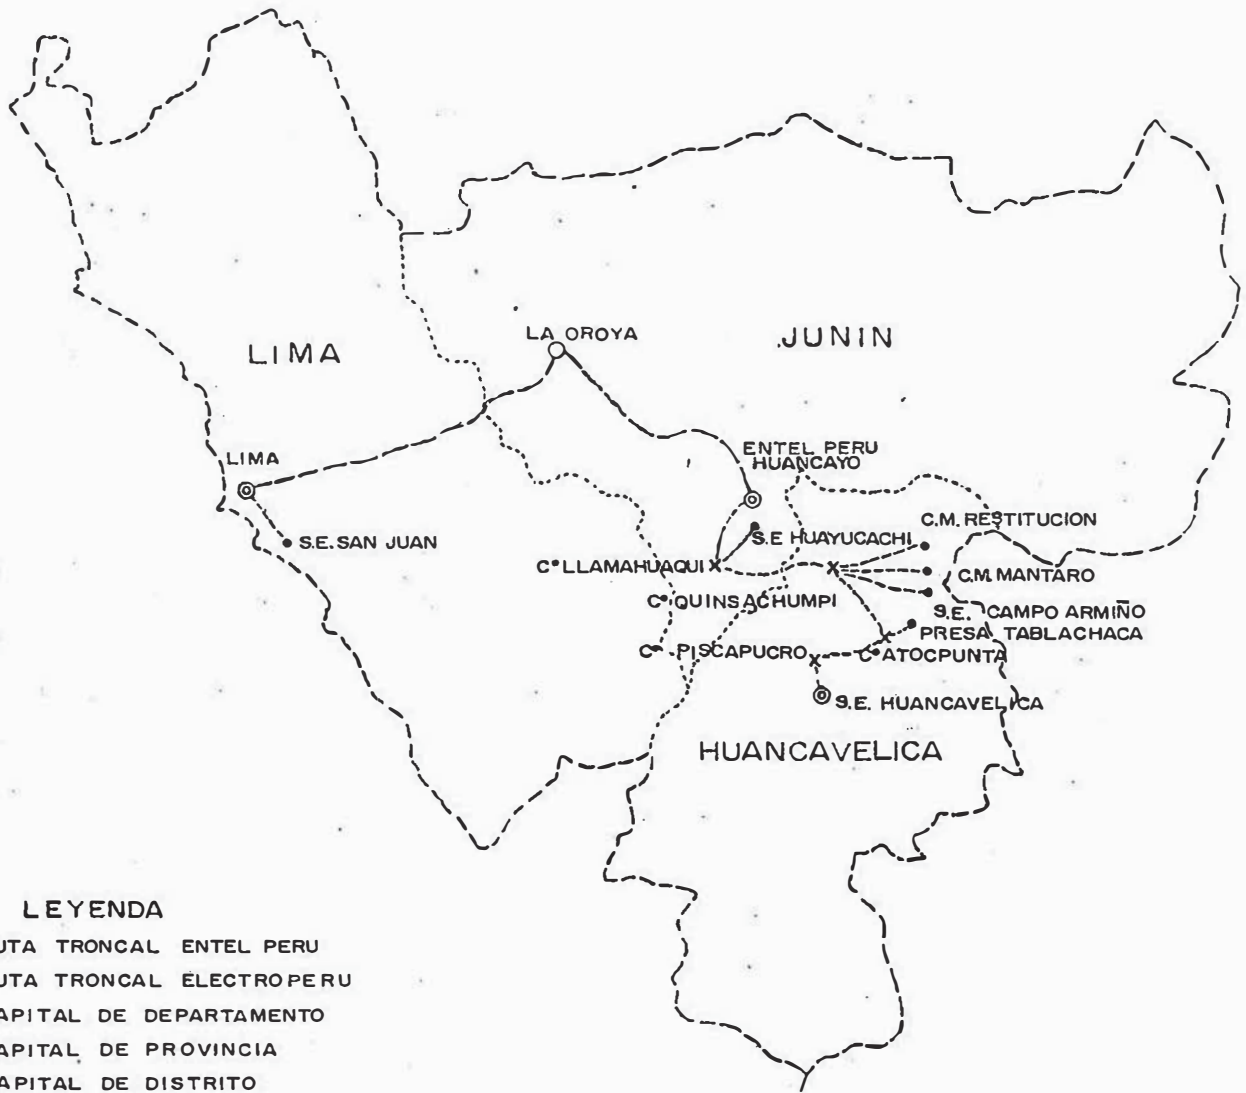 LA OROYA
JUNIN
LIMA
ENTEL PERU
HUANCAYO
LIMA
C.M. RESTITUCION
S.E. SAN JUAN
S.E HUAYUCACHI
C° LLAMAHUAQUI
C.M. MANTARO
C° QUINSACHUMPI
S.E. CAMPO ARMIÑO
PRESA TABLACHACA
C° PISCAPUCRO
C° ATOCPUNTA
S.E. HUANCAVELICA
HUANCAVELICA
LEYENDA
UTA TRONCAL ENTEL PERU
UTA TRONCAL ELECTROPERU
APITAL DE DEPARTAMENTO
APITAL DE PROVINCIA
APITAL DE DISTRITO